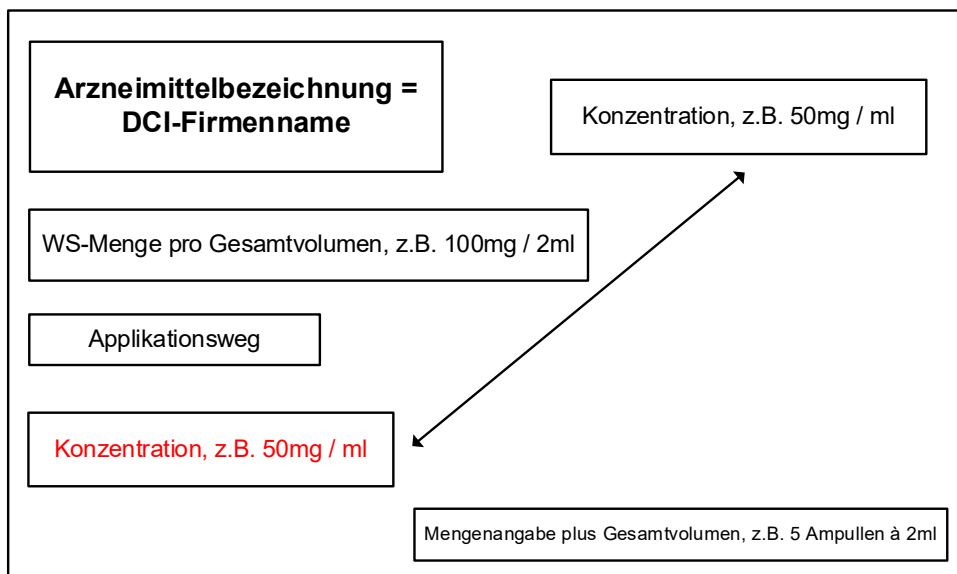 Arzneimittelbezeichnung =
DCI-Firmenname
Konzentration, z.B. 50mg / ml
WS-Menge pro Gesamtvolumen, z.B. 100mg / 2ml
Applikationsweg
Konzentration, z.B. 50mg / ml
Mengenangabe plus Gesamtvolumen, z.B. 5 Ampullen à 2ml